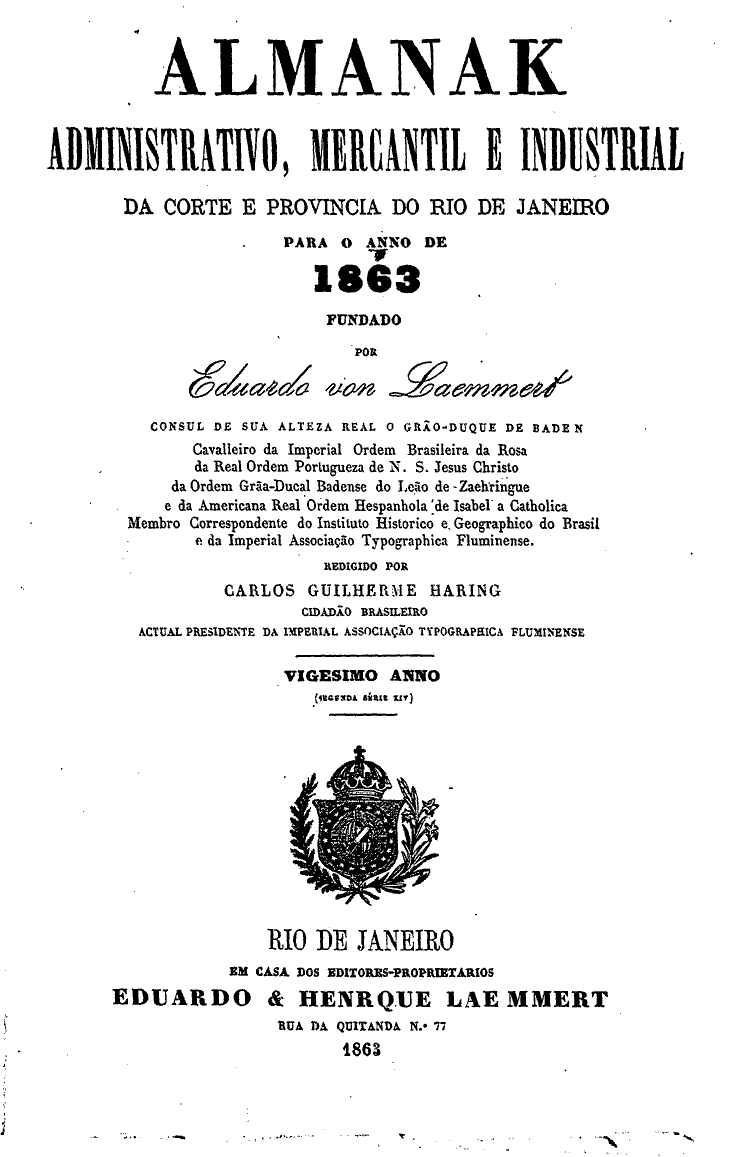 ALMANAK
ADMINISTRATIVO, MERCANTIL E INDUSTRIAL
DA CORTE E PROVINCIA DO RIO DE JANEIRO
PARA O ANNO DE
1863
FUNDADO
POR
Eduardo von Laemmert
CONSUL DE SUA ALTEZA REAL O GRÃO-DUQUE DE BADEN
Cavalleiro da Imperial Ordem Brasileira da Rosa
da Real Ordem Portugueza de N. S. Jesus Christo
da Ordem Grãa-Ducal Badense do Leão de Zaehringue
e da Americana Real Ordem Hespanhola de Isabel a Catholica
Membro Correspondente do Instituto Historico e Geographico do Brasil
e da Imperial Associação Typographica Fluminense.
REDIGIDO POR
CARLOS GUILHERME HARING
CIDADÃO BRASILEIRO
ACTUAL PRESIDENTE DA IMPERIAL ASSOCIAÇÃO TYPOGRAPHICA FLUMINENSE
VIGESIMO ANNO
(SEGUNDA SÉRIE XIV)
RIO DE JANEIRO
EM CASA DOS EDITORES-PROPRIETARIOS
EDUARDO & HENRQUE LAEMMERT
RUA DA QUITANDA N.º 77
1863